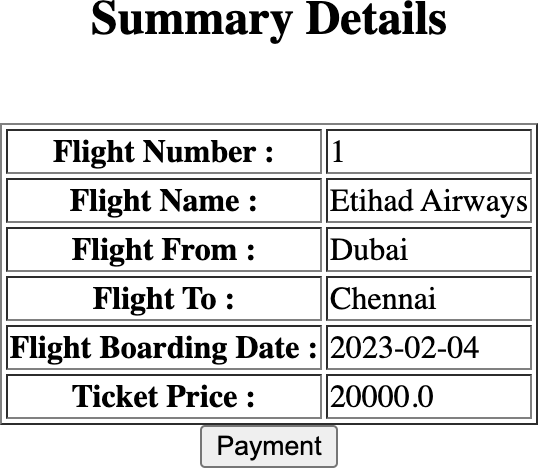 Summary Details
Flight Number : 1
Flight Name : Etihad Airways
Flight From : Dubai
Flight To : Chennai
Flight Boarding Date : 2023-02-04
Ticket Price : 20000.0
Payment